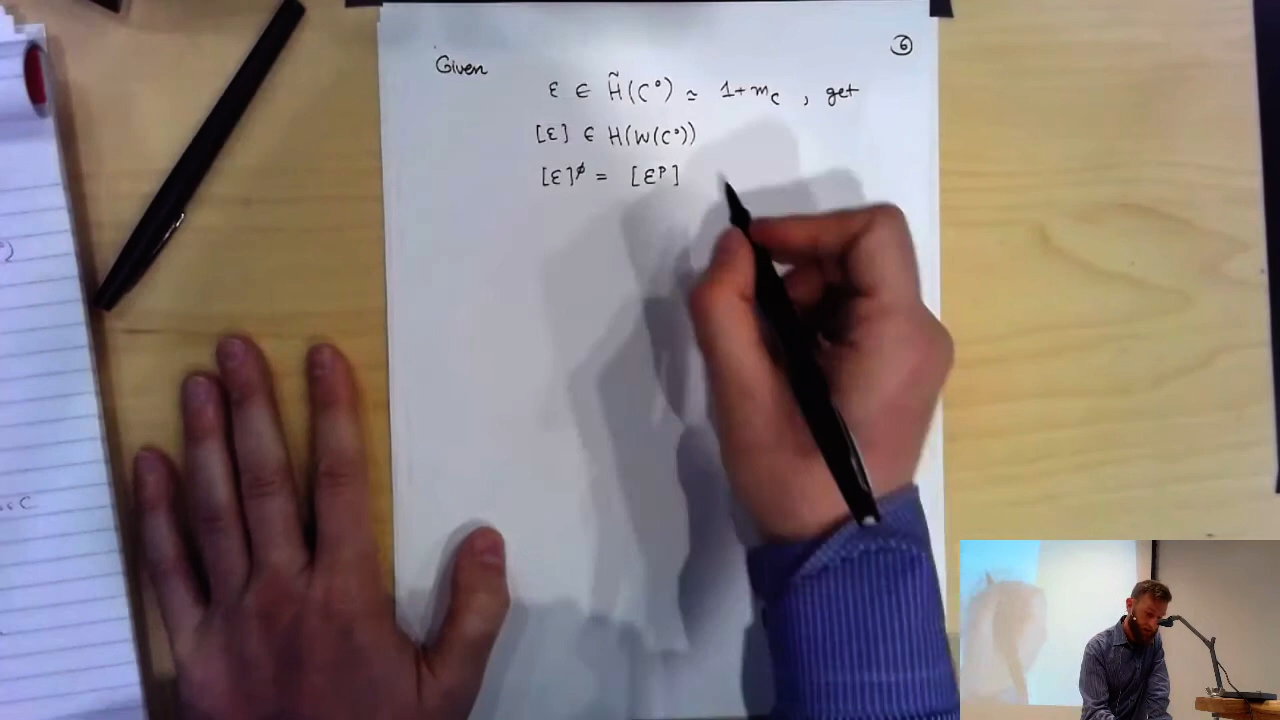 6
Given
ε ∈ H̃(C°) ≃ 1+m_C , get
[ε] ∈ H(W(C°))
[ε]^ϕ = [ε^p]